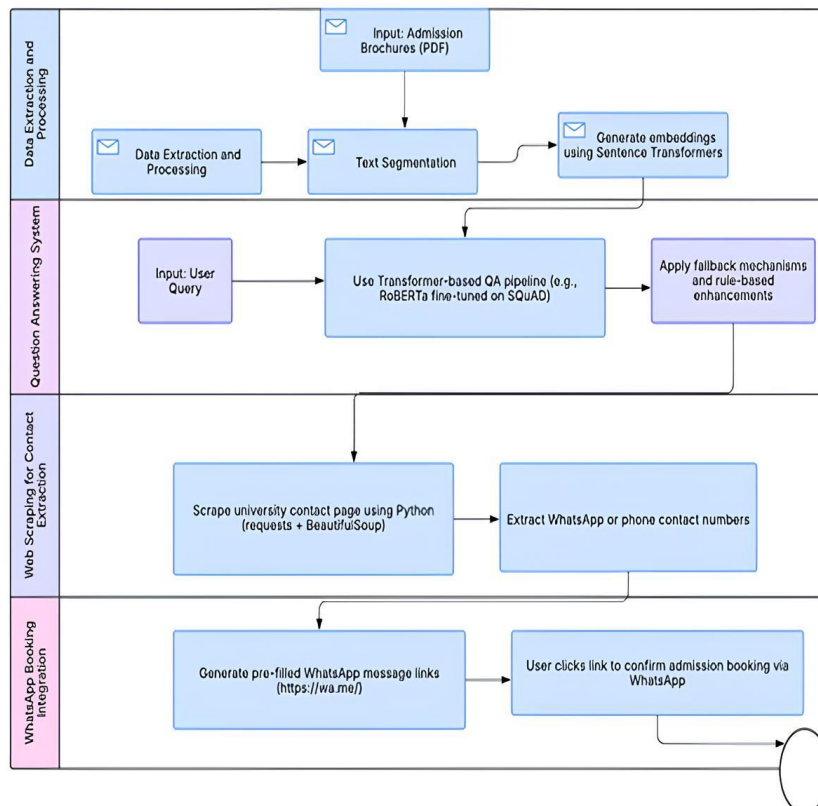 Data Extraction and
Processing
Input: Admission
Brochures (PDF)
Data Extraction and
Processing
Text Segmentation
Generate embeddings
using Sentence Transformers
Question Answering System
Input: User
Query
Use Transformer-based QA pipeline (e.g.,
RoBERTa fine-tuned on SQuAD)
Apply fallback mechanisms
and rule-based
enhancements
Web Scraping for Contact
Extraction
Scrape university contact page using Python
(requests + BeautifulSoup)
Extract WhatsApp or phone contact numbers
WhatsApp Booking
Integration
Generate pre-filled WhatsApp message links
(https://wa.me/)
User clicks link to confirm admission booking via
WhatsApp